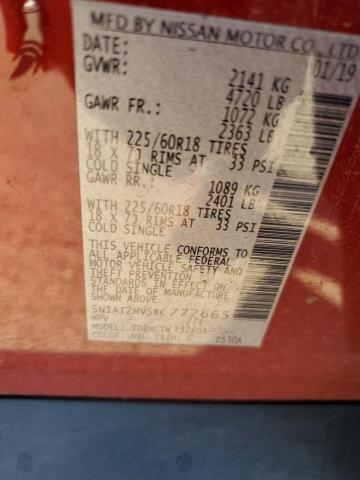 MFD BY NISSAN MOTOR CO., LTD
DATE: 01/19
GVWR: 2141 KG
4720 LB
GAWR FR.: 1072 KG
2363 LB
WITH 225/60R18 TIRES
18 X 7J RIMS AT 33 PSI
COLD SINGLE
GAWR RR.: 1089 KG
2401 LB
WITH 225/60R18 TIRES
18 X 7J RIMS AT 33 PSI
COLD SINGLE
THIS VEHICLE CONFORMS TO
ALL APPLICABLE FEDERAL
MOTOR VEHICLE SAFETY AND
THEFT PREVENTION
STANDARDS IN EFFECT ON
THE DATE OF MANUFACTURE
5N1AT2MV5KC772665
MPV
MODEL:
COLOR: TRIM: G